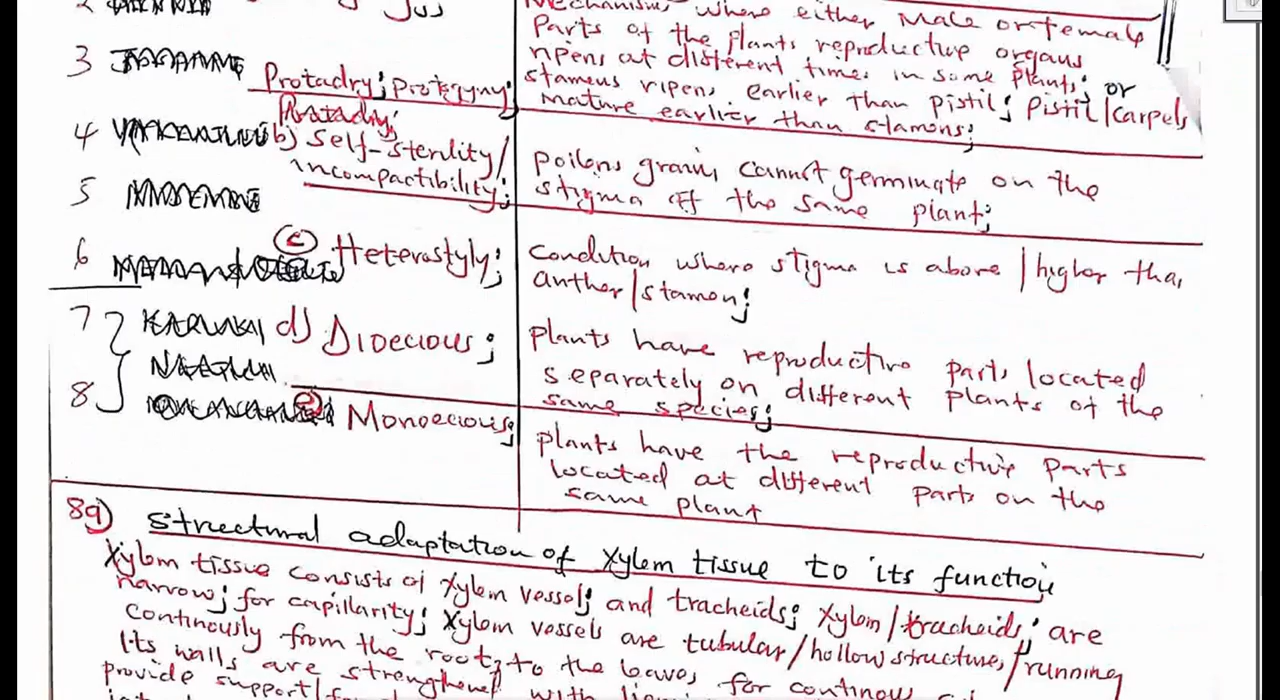 Mechanisms where either Male or female
Parts of the plants reproductive organs
3
ripens at different times in some plants; or
Protadry; protogyny;
stamens ripens earlier than pistil; pistil/carpels
mature earlier than stamens;
Protadry;
4
b) Self-sterility/
incompactibility;
pollens grains cannot germinate on the
stigma of the same plant;
5
6
(c) Heterostyly;
Condition where stigma is above/higher than
anther/stamen;
7
KARUKA
d) Dioecious;
plants have reproductive parts located
separately on different plants of the
same species;
8
e) Monoecious;
plants have the reproductive parts
located at different parts on the
same plant
8a) Structural adaptation of Xylem tissue to its function
Xylem tissue consists of Xylem vessel; and tracheids; Xylem/tracheids; are
narrow; for capillarity; Xylem vessels are tubular/hollow structures/running
continously from the roots to the leaves for continous
Its walls are strengthened with
provide support/